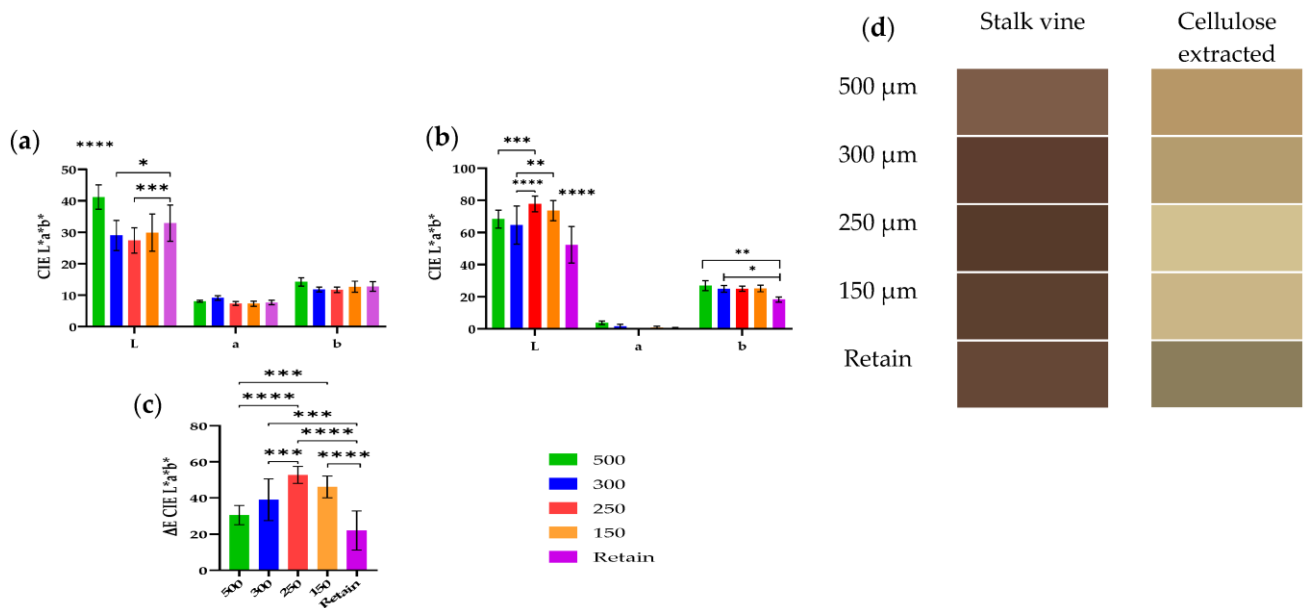 (a)
****
*
***
50
40
30
20
10
0
CIE L*a*b*
L
a
b
(b)
***
**
****
****
**
*
100
80
60
40
20
0
CIE L*a*b*
L
a
b
(c)
***
****
***
****
***
****
80
60
40
20
0
ΔE CIE L*a*b*
500
300
250
150
Retain
500
300
250
150
Retain
(d)
Stalk vine
Cellulose
extracted
500 μm
300 μm
250 μm
150 μm
Retain